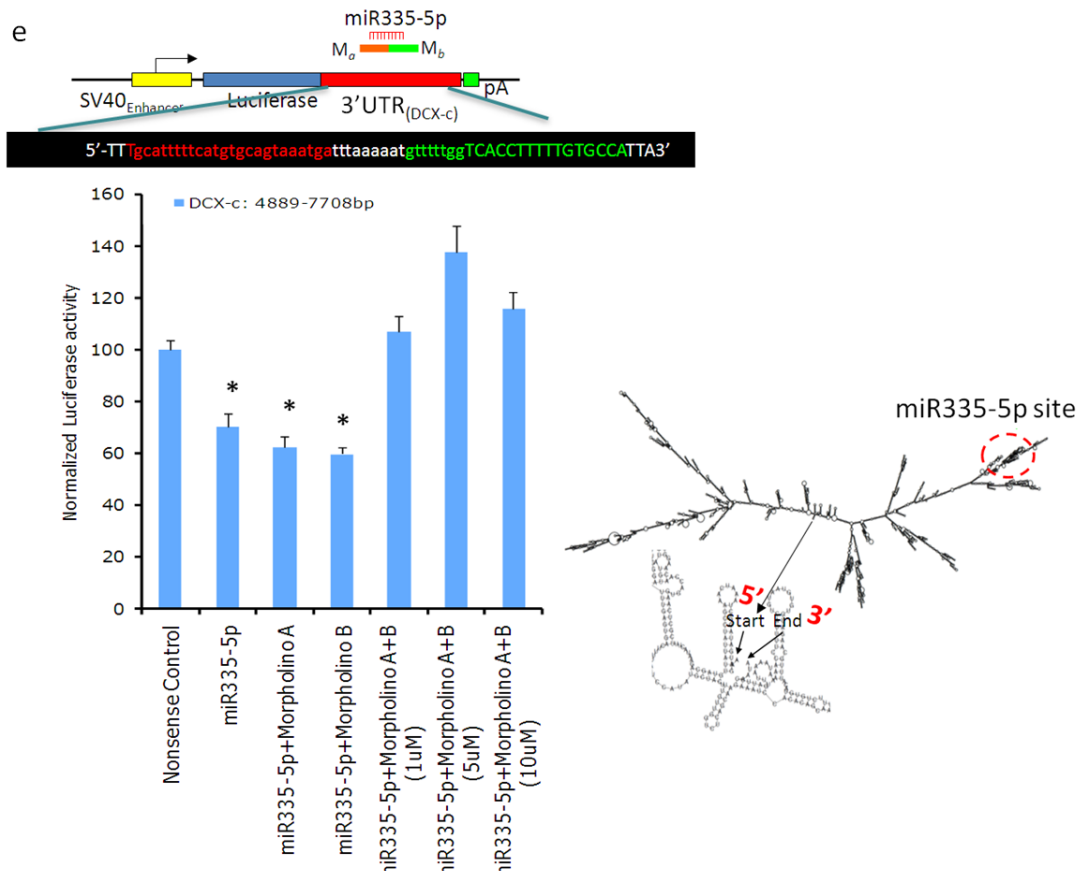 e
miR335-5p
Ma Mb
SV40Enhancer Luciferase 3’UTR(DCX-c) pA
5’-TTTgcatttttcatgtgcagtaaatgatttaaaaatgtttttggTCACCTTTTTGTGCCATTA3’
DCX-c: 4889-7708bp
Normalized Luciferase activity
160
140
120
100
80
60
40
20
0
*
*
*
Nonsense Control
miR335-5p
miR335-5p+Morpholino A
miR335-5p+Morpholino B
miR335-5p+Morpholino A+B
(1uM)
miR335-5p+Morpholino A+B
(5uM)
miR335-5p+Morpholino A+B
(10uM)
miR335-5p site
5’
Start End 3’